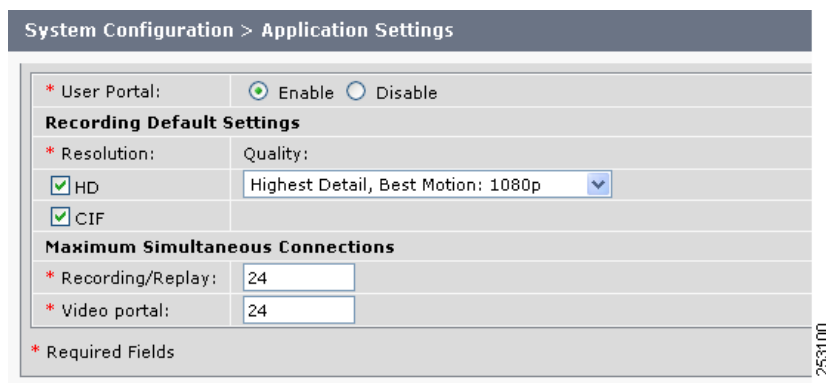 System Configuration > Application Settings
* User Portal: Enable Disable
Recording Default Settings
* Resolution: Quality:
HD Highest Detail, Best Motion: 1080p
CIF
Maximum Simultaneous Connections
* Recording/Replay: 24
* Video portal: 24
* Required Fields
253100